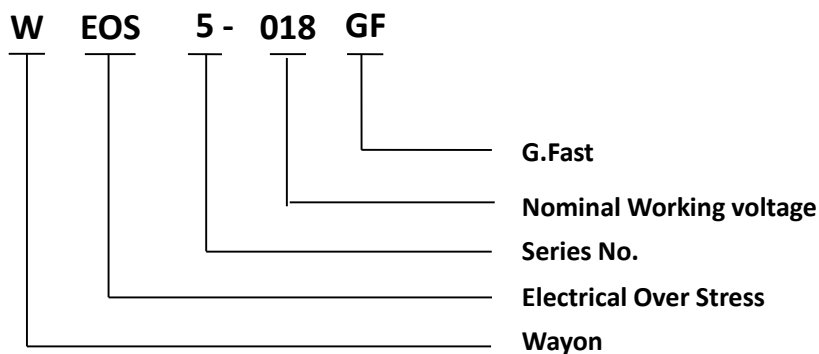 W EOS 5 - 018 GF
G.Fast
Nominal Working voltage
Series No.
Electrical Over Stress
Wayon